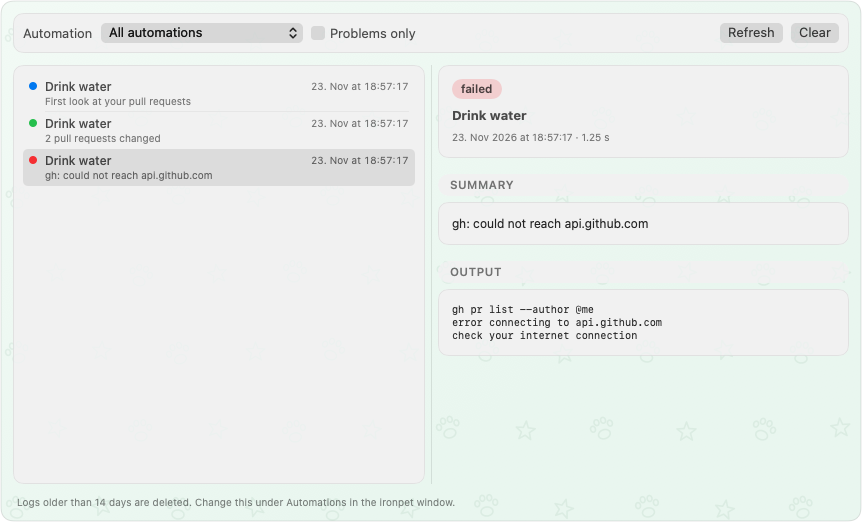 Automation All automations Problems only Refresh Clear
Drink water 23. Nov at 18:57:17
First look at your pull requests
Drink water 23. Nov at 18:57:17
2 pull requests changed
Drink water 23. Nov at 18:57:17
gh: could not reach api.github.com
failed
Drink water
23. Nov 2026 at 18:57:17 · 1.25 s
SUMMARY
gh: could not reach api.github.com
OUTPUT
gh pr list --author @me
error connecting to api.github.com
check your internet connection
Logs older than 14 days are deleted. Change this under Automations in the ironpet window.